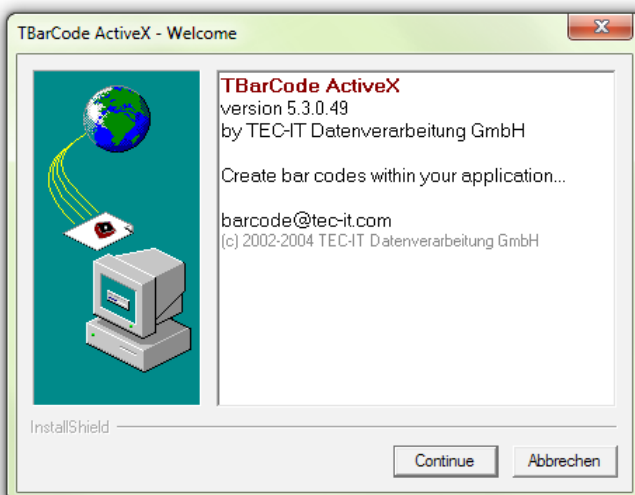 TBarCode ActiveX - Welcome
TBarCode ActiveX
version 5.3.0.49
by TEC-IT Datenverarbeitung GmbH
Create bar codes within your application...
barcode@tec-it.com
(c) 2002-2004 TEC-IT Datenverarbeitung GmbH
InstallShield
Continue
Abbrechen